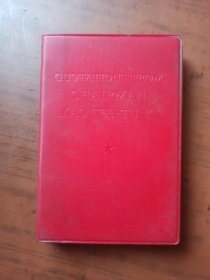 QUOTATIONS FROM
CHAIRMAN
MAO TSE-TUNG